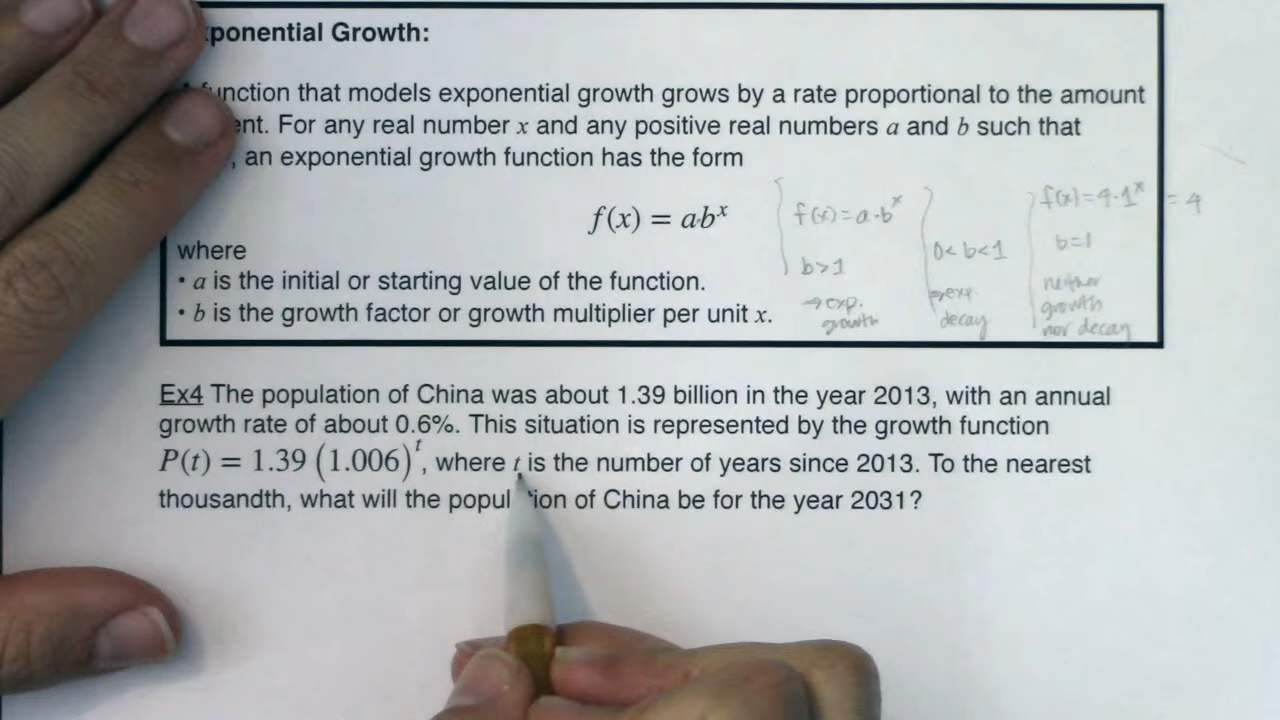 ponential Growth:
function that models exponential growth grows by a rate proportional to the amount
ent. For any real number x and any positive real numbers a and b such that
, an exponential growth function has the form
f(x) = ab^x
where
• a is the initial or starting value of the function.
• b is the growth factor or growth multiplier per unit x.
f(x)=a·b^x
b>1
→exp.
growth
0<b<1
→exp.
decay
f(x)=4·1^x = 4
b=1
neither
growth
nor decay
Ex4 The population of China was about 1.39 billion in the year 2013, with an annual
growth rate of about 0.6%. This situation is represented by the growth function
P(t) = 1.39 (1.006)^t, where t is the number of years since 2013. To the nearest
thousandth, what will the popul ion of China be for the year 2031?